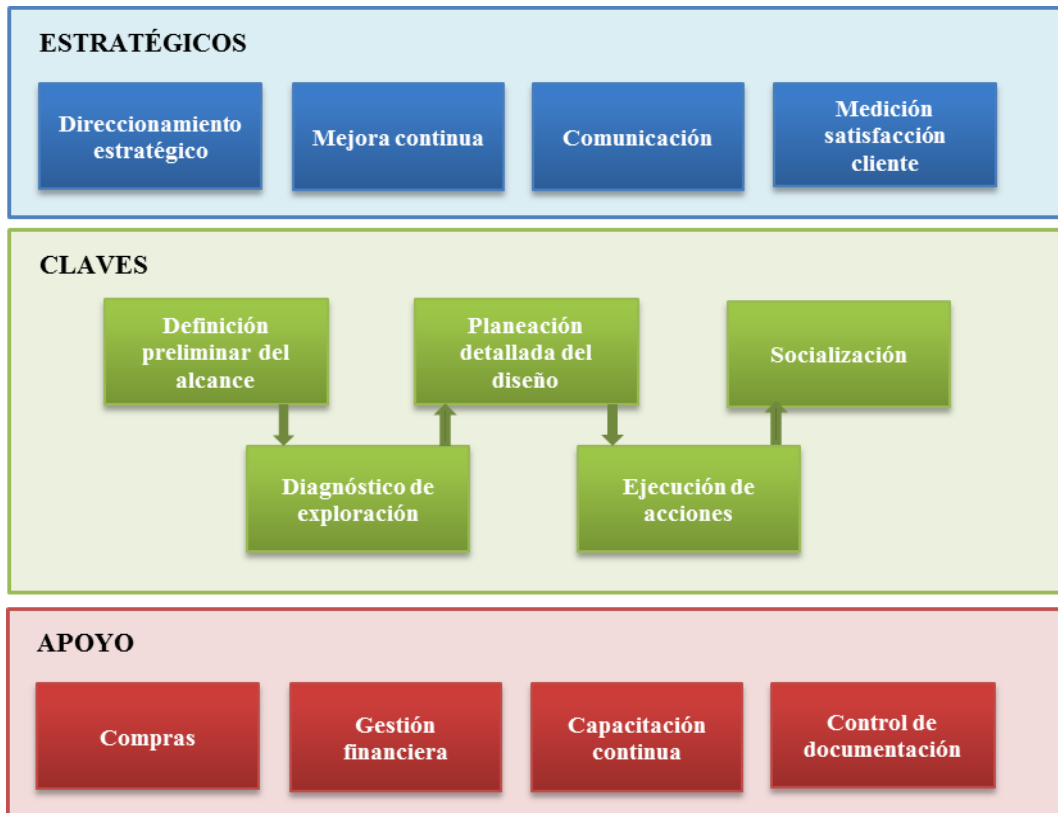 ESTRATÉGICOS
Direccionamiento
estratégico
Mejora continua
Comunicación
Medición
satisfacción
cliente
CLAVES
Definición
preliminar del
alcance
Planeación
detallada del
diseño
Socialización
Diagnóstico de
exploración
Ejecución de
acciones
APOYO
Compras
Gestión
financiera
Capacitación
continua
Control de
documentación